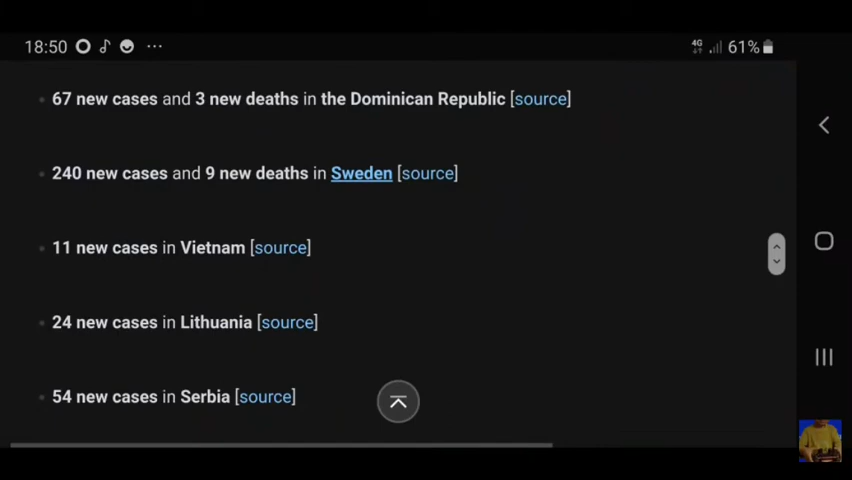 18:50 ... 4G 61%
67 new cases and 3 new deaths in the Dominican Republic [source]
240 new cases and 9 new deaths in Sweden [source]
11 new cases in Vietnam [source]
24 new cases in Lithuania [source]
54 new cases in Serbia [source]